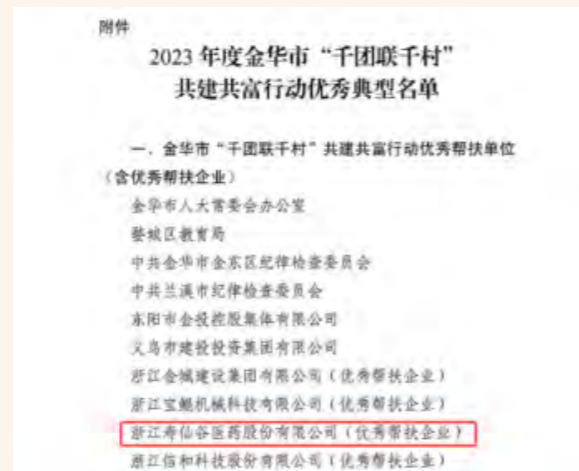 附件
2023 年度金华市“千团联千村”
共建共富行动优秀典型名单
一、金华市“千团联千村”共建共富行动优秀帮扶单位
（含优秀帮扶企业）
金华市人大常委会办公室
婺城区教育局
中共金华市金东区纪律检查委员会
中共兰溪市纪律检查委员会
东阳市金投控股集体有限公司
义乌市建投投资集团有限公司
浙江金城建设集团有限公司（优秀帮扶企业）
浙江宝鲲机械科技有限公司（优秀帮扶企业）
浙江寿仙谷医药股份有限公司（优秀帮扶企业）
浙江信和科技股份有限公司（优秀帮扶企业）